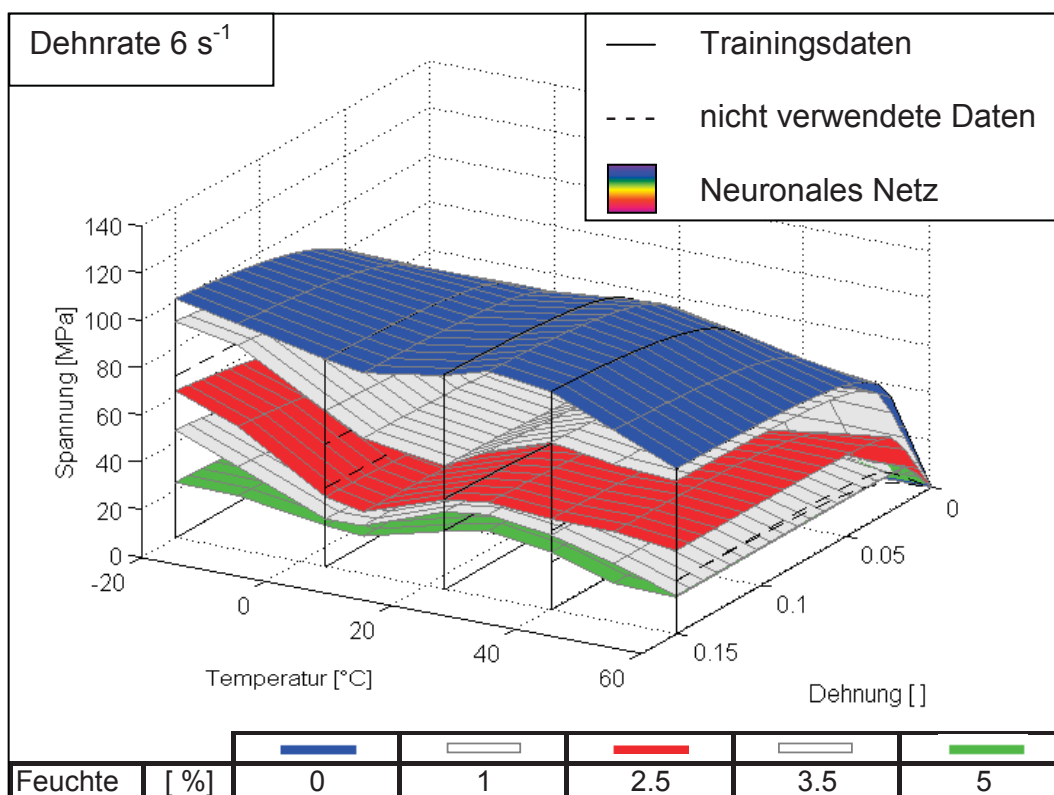 Dehnrate 6 s-1
Trainingsdaten
nicht verwendete Daten
Neuronales Netz
140
120
100
80
60
40
20
0
Spannung [MPa]
-20
0
20
40
60
Temperatur [°C]
0
0.05
0.1
0.15
Dehnung [ ]
Feuchte [ %] 0 1 2.5 3.5 5